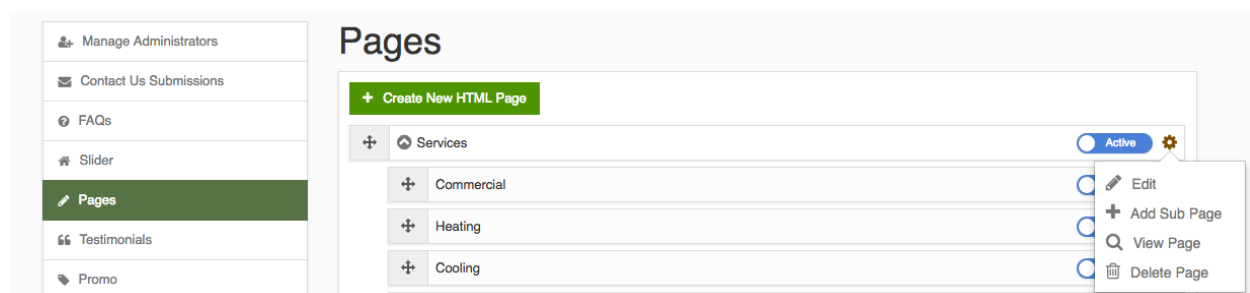 Manage Administrators
Contact Us Submissions
FAQs
Slider
Pages
Testimonials
Promo
Pages
Create New HTML Page
Services
Active
Commercial
Heating
Cooling
Edit
Add Sub Page
View Page
Delete Page